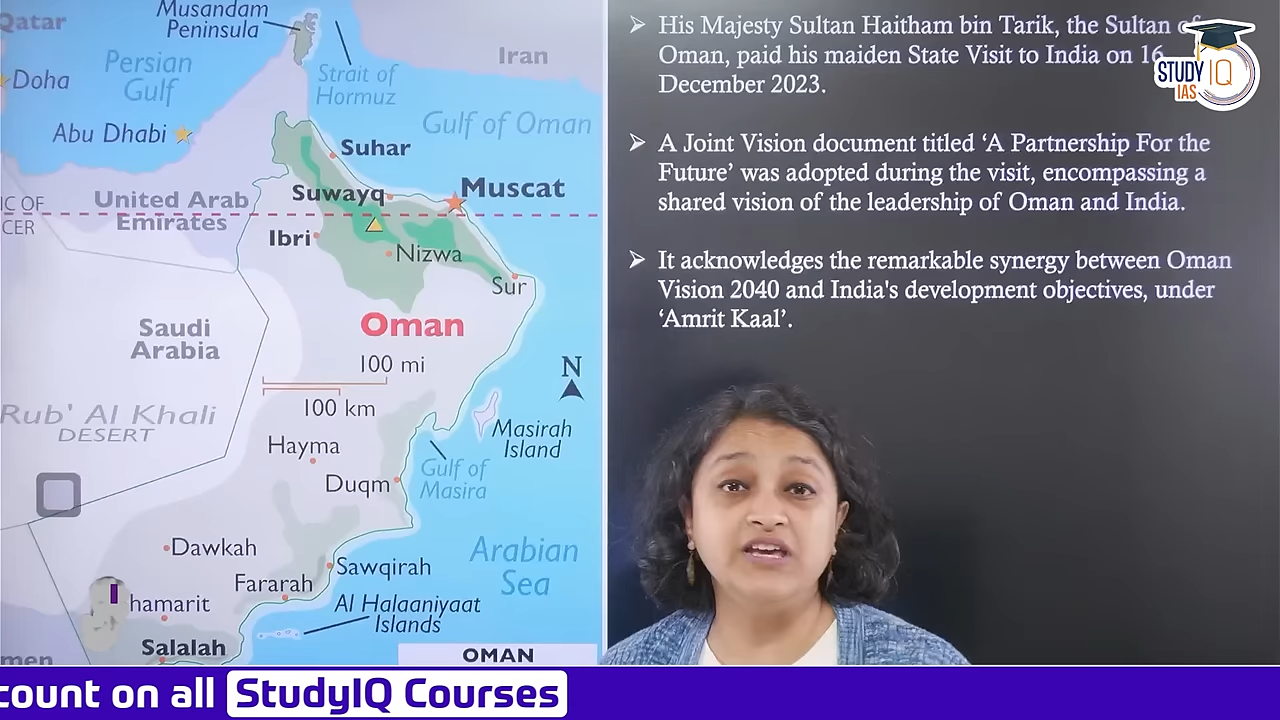 Musandam
Peninsula
Qatar
Iran
Persian
Gulf
Strait of
Hormuz
Doha
Gulf of Oman
Abu Dhabi
Suhar
Suwayq
Muscat
United Arab
Emirates
IC OF
CER
Ibri
Nizwa
Sur
Oman
Saudi
Arabia
100 mi
100 km
N
Rub' Al Khali
DESERT
Masirah
Island
Hayma
Gulf of
Masira
Duqm
Dawkah
Arabian
Sea
Sawqirah
Fararah
hamarit
Al Halaaniyaat
Islands
Salalah
men
OMAN
➢ His Majesty Sultan Haitham bin Tarik, the Sultan of
Oman, paid his maiden State Visit to India on 16
December 2023.
➢ A Joint Vision document titled ‘A Partnership For the
Future’ was adopted during the visit, encompassing a
shared vision of the leadership of Oman and India.
➢ It acknowledges the remarkable synergy between Oman
Vision 2040 and India's development objectives, under
‘Amrit Kaal’.
STUDY IQ
IAS
count on all StudyIQ Courses